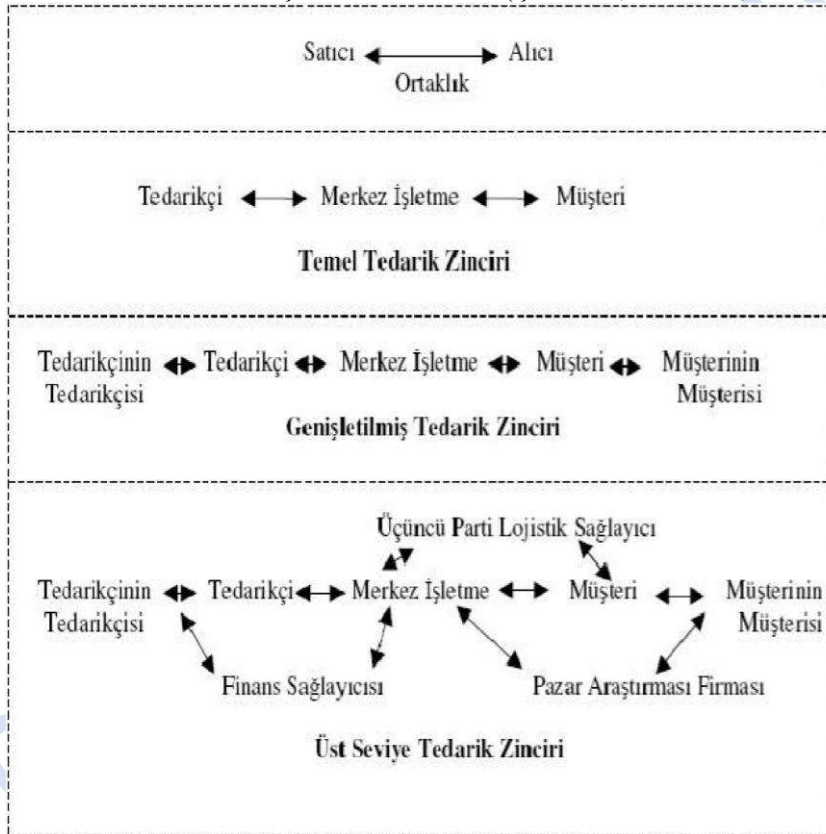 Satıcı Alıcı
Ortaklık
Tedarikçi Merkez İşletme Müşteri
Temel Tedarik Zinciri
Tedarikçinin Tedarikçi Merkez İşletme Müşteri Müşterinin
Tedarikçisi Müşterisi
Genişletilmiş Tedarik Zinciri
Üçüncü Parti Lojistik Sağlayıcı
Tedarikçinin Tedarikçi Merkez İşletme Müşteri Müşterinin
Tedarikçisi Müşterisi
Finans Sağlayıcısı Pazar Araştırması Firması
Üst Seviye Tedarik Zinciri